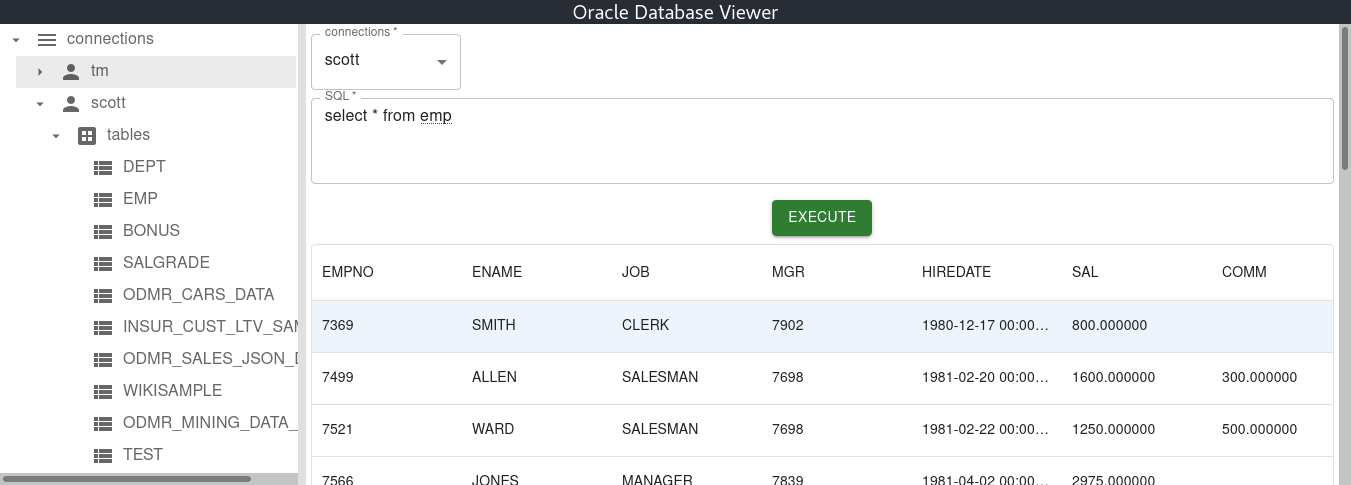 Oracle Database Viewer
connections
tm
scott
tables
DEPT
EMP
BONUS
SALGRADE
ODMR_CARS_DATA
INSUR_CUST_LTV_SAM
ODMR_SALES_JSON_D
WIKISAMPLE
ODMR_MINING_DATA_
TEST
connections *
scott
SQL *
select * from emp
EXECUTE
EMPNO ENAME JOB MGR HIREDATE SAL COMM
7369 SMITH CLERK 7902 1980-12-17 00:00... 800.000000
7499 ALLEN SALESMAN 7698 1981-02-20 00:00... 1600.000000 300.000000
7521 WARD SALESMAN 7698 1981-02-22 00:00... 1250.000000 500.000000
7566 JONES MANAGER 7839 1981-04-02 00:00... 2975.000000